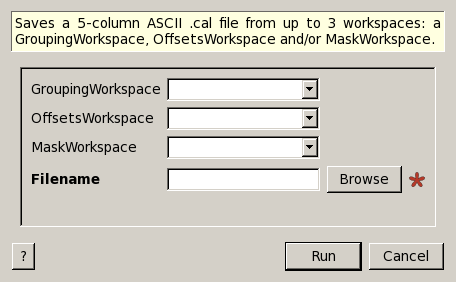 Saves a 5-column ASCII .cal file from up to 3 workspaces: a
GroupingWorkspace, OffsetsWorkspace and/or MaskWorkspace.
GroupingWorkspace
OffsetsWorkspace
MaskWorkspace
Filename Browse *
? Run Cancel